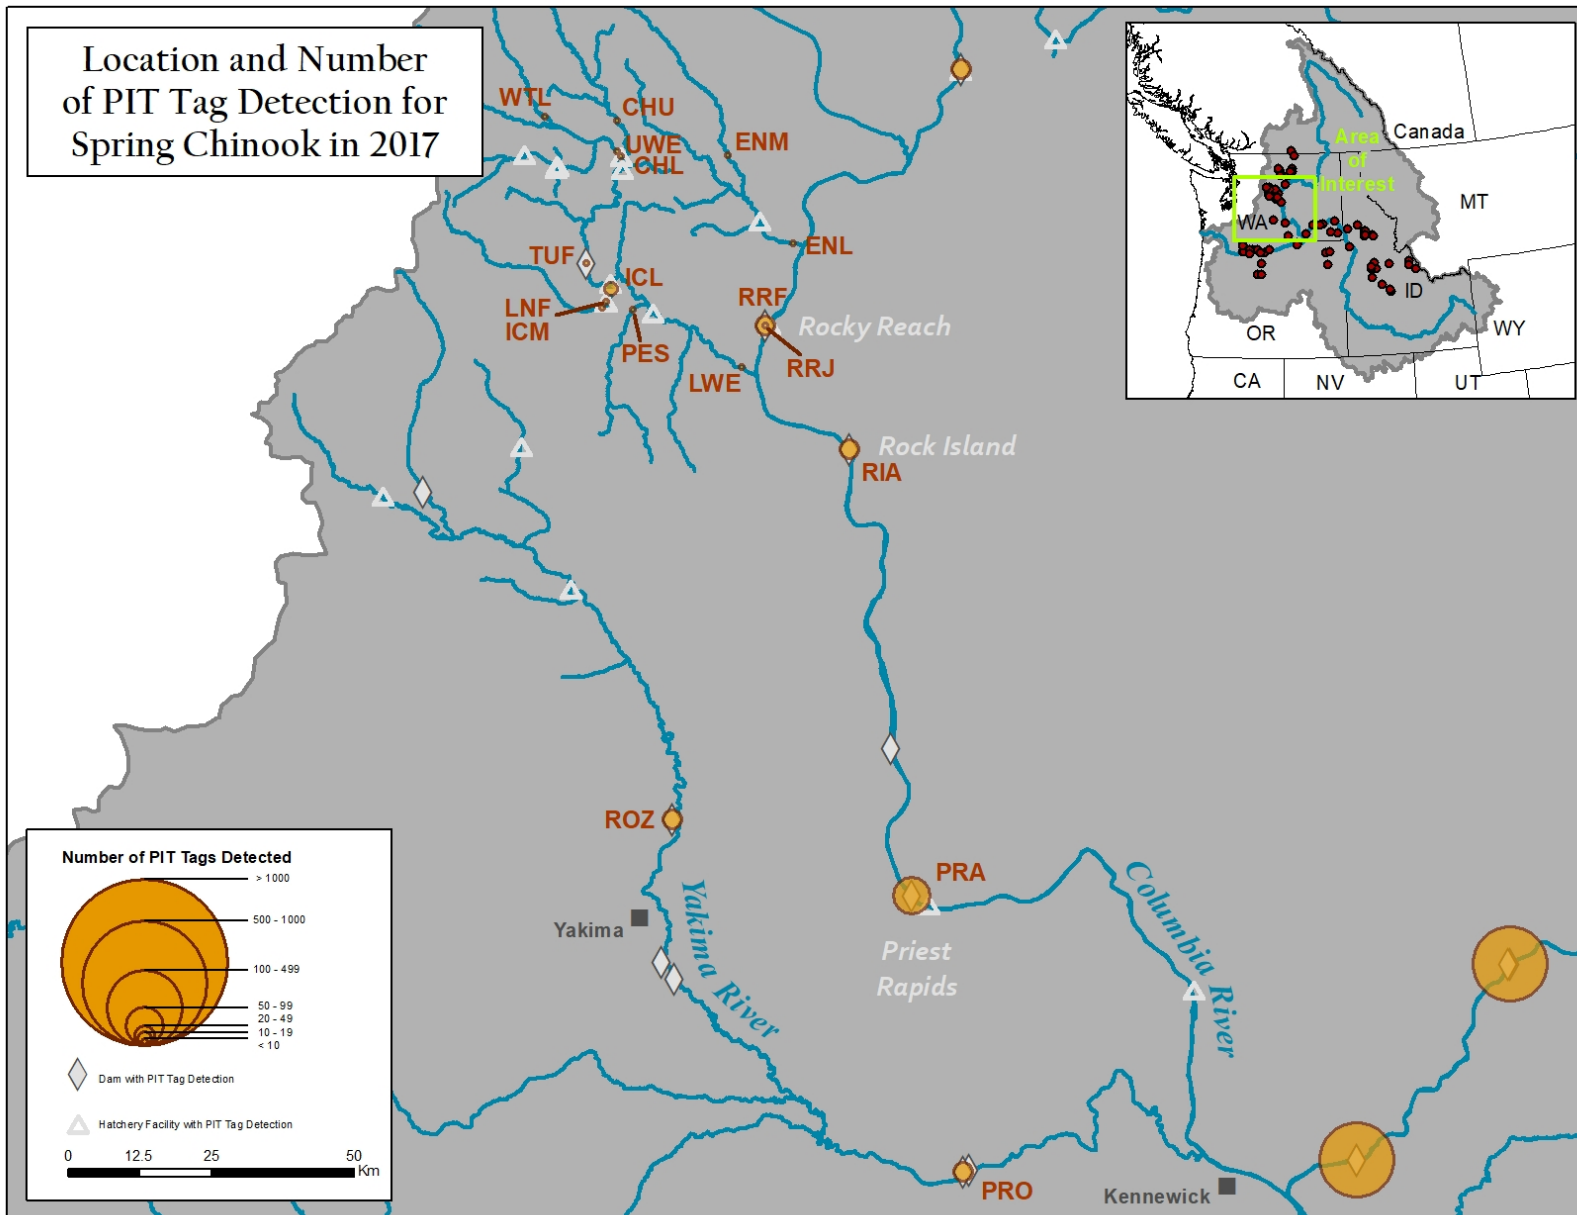 Location and Number
of PIT Tag Detection for
Spring Chinook in 2017
WTL
CHU
UWE
CHL
ENM
TUF
ICL
LNF
ICM
PES
ENL
RRF
Rocky Reach
RRJ
LWE
Rock Island
RIA
ROZ
PRA
Priest
Rapids
Yakima
Yakima River
Columbia
River
PRO
Kennewick
Canada
Area
of
Interest
WA
MT
ID
OR
WY
CA
NV
UT
Number of PIT Tags Detected
> 1000
500 - 1000
100 - 499
50 - 99
20 - 49
10 - 19
< 10
Dam with PIT Tag Detection
Hatchery Facility with PIT Tag Detection
0 12.5 25 50
Km